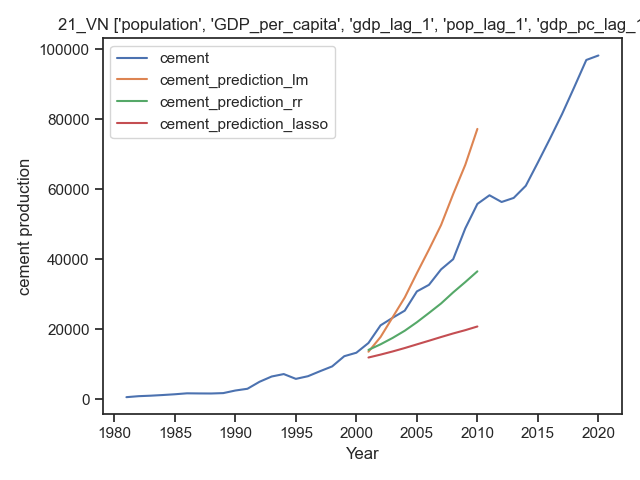 21_VN ['population', 'GDP_per_capita', 'gdp_lag_1', 'pop_lag_1', 'gdp_pc_lag_1
cement
cement_prediction_lm
cement_prediction_rr
cement_prediction_lasso
100000
80000
60000
40000
20000
0
cement production
1980 1985 1990 1995 2000 2005 2010 2015 2020
Year